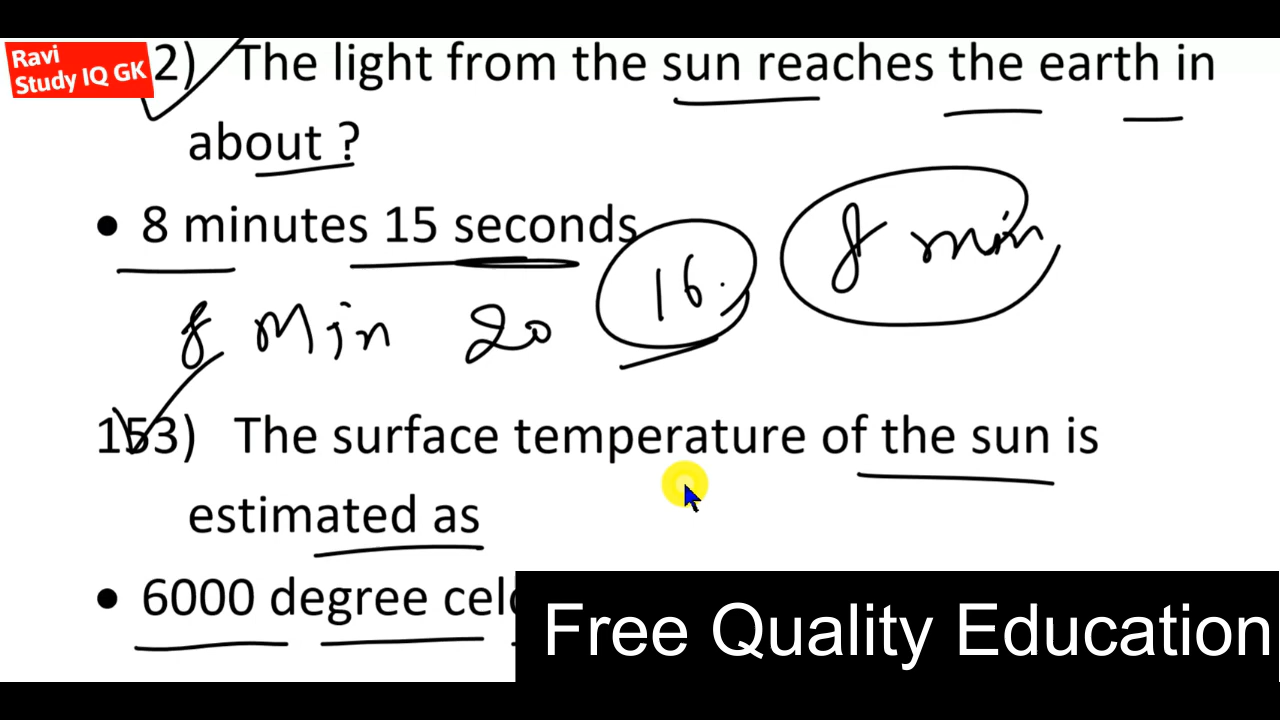 Ravi
Study IQ GK
2) The light from the sun reaches the earth in
about ?
• 8 minutes 15 seconds
16.
8 min
8 Min 20
153) The surface temperature of the sun is
estimated as
• 6000 degree
Free Quality Education